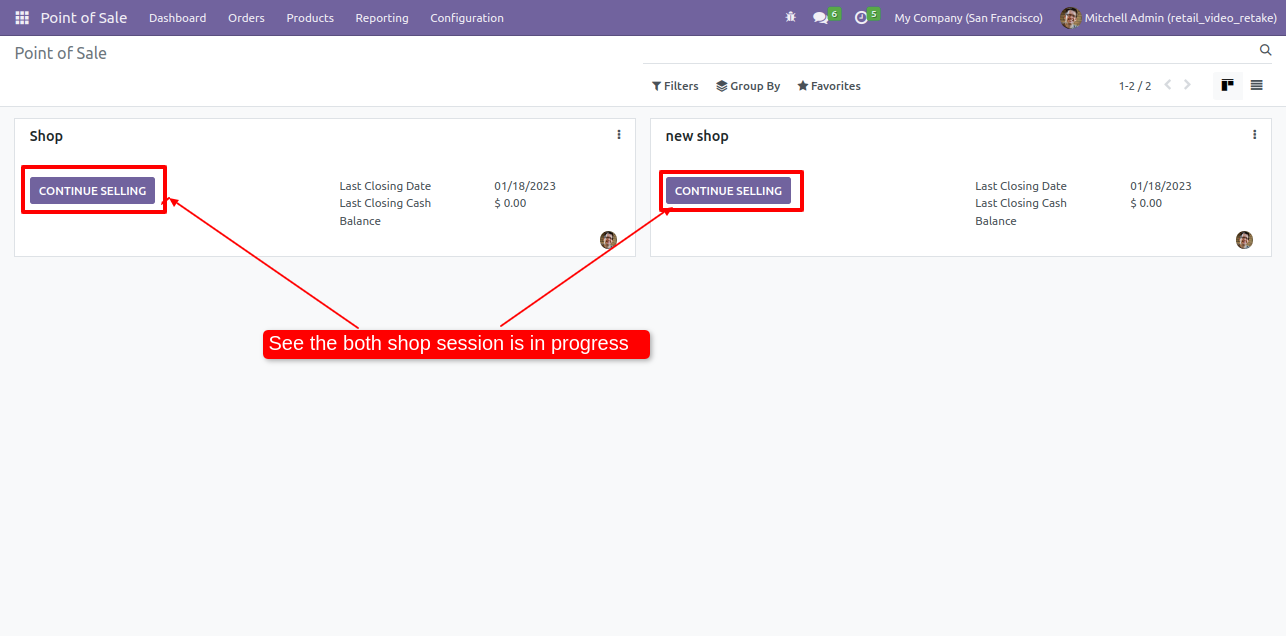 Point of Sale Dashboard Orders Products Reporting Configuration 6 5 My Company (San Francisco) Mitchell Admin (retail_video_retake)
Point of Sale
Filters Group By Favorites 1-2 / 2
Shop
CONTINUE SELLING
Last Closing Date 01/18/2023
Last Closing Cash $ 0.00
Balance
new shop
CONTINUE SELLING
Last Closing Date 01/18/2023
Last Closing Cash $ 0.00
Balance
See the both shop session is in progress